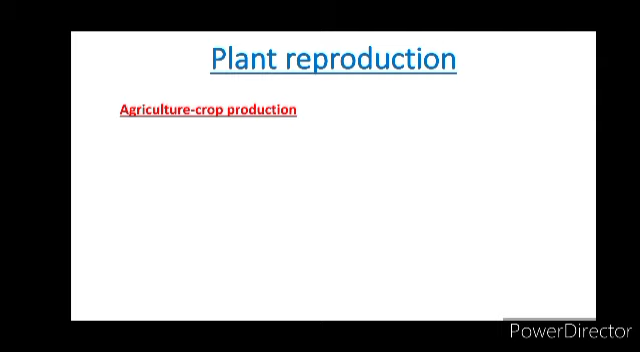 Plant reproduction
Agriculture-crop production
PowerDirector